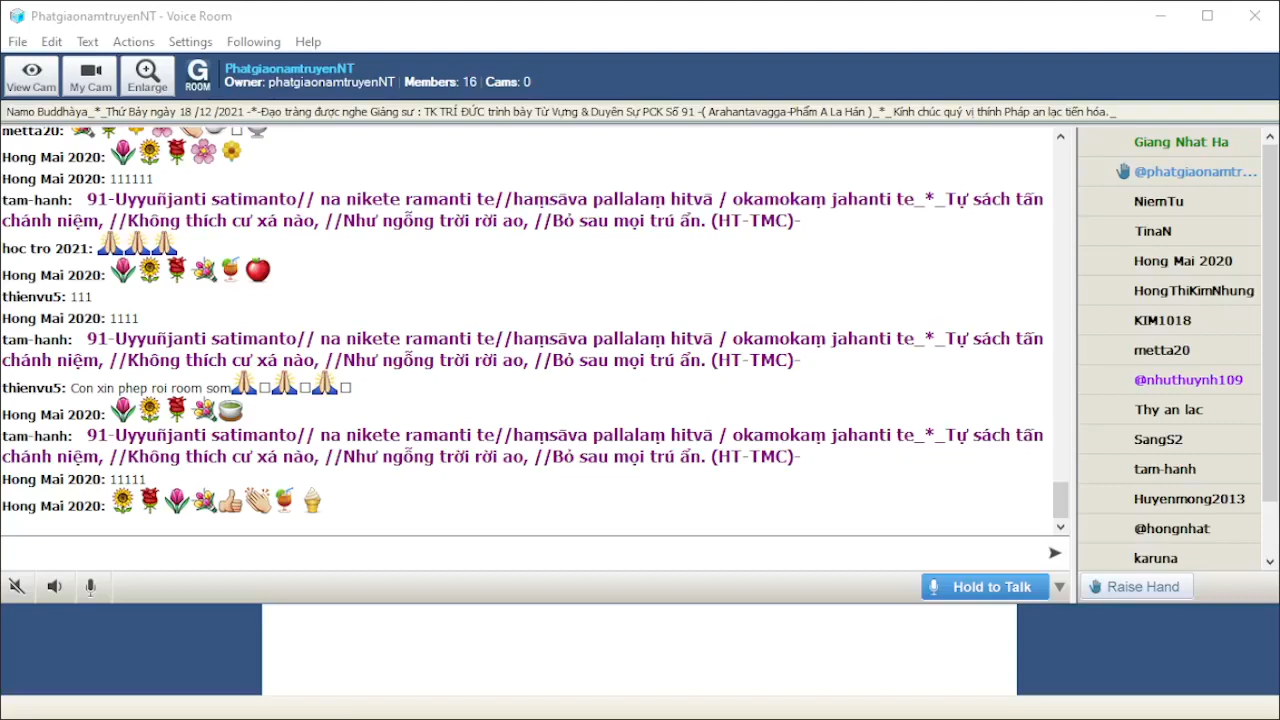 PhatgiaonamtruyenNT - Voice Room
File Edit Text Actions Settings Following Help
View Cam My Cam Enlarge G ROOM
PhatgiaonamtruyenNT
Owner: phatgiaonamtruyenNT | Members: 16 | Cams: 0
Namo Buddhàya_*_Thứ Bảy ngày 18 /12 /2021 -*-Đạo tràng được nghe Giảng sư : TK TRÍ ĐỨC trình bày Từ Vựng & Duyên Sự PCK Số 91 -( Arahantavagga-Phẩm A La Hán )_*_ Kính chúc quý vị thính Pháp an lạc tiến hóa._
metta20:
Hong Mai 2020:
Hong Mai 2020: 111111
tam-hanh: 91-Uyyuñjanti satimanto// na nikete ramanti te//haṃsāva pallalaṃ hitvā / okamokaṃ jahanti te_*_Tự sách tấn
chánh niệm, //Không thích cư xá nào, //Như ngỗng trời rời ao, //Bỏ sau mọi trú ẩn. (HT-TMC)-
hoc tro 2021:
Hong Mai 2020:
thienvu5: 111
Hong Mai 2020: 1111
tam-hanh: 91-Uyyuñjanti satimanto// na nikete ramanti te//haṃsāva pallalaṃ hitvā / okamokaṃ jahanti te_*_Tự sách tấn
chánh niệm, //Không thích cư xá nào, //Như ngỗng trời rời ao, //Bỏ sau mọi trú ẩn. (HT-TMC)-
thienvu5: Con xin phep roi room som
Hong Mai 2020:
tam-hanh: 91-Uyyuñjanti satimanto// na nikete ramanti te//haṃsāva pallalaṃ hitvā / okamokaṃ jahanti te_*_Tự sách tấn
chánh niệm, //Không thích cư xá nào, //Như ngỗng trời rời ao, //Bỏ sau mọi trú ẩn. (HT-TMC)-
Hong Mai 2020: 11111
Hong Mai 2020:
Hold to Talk
Giang Nhat Ha
@phatgiaonamtr...
NiemTu
TinaN
Hong Mai 2020
HongThiKimNhung
KIM1018
metta20
@nhuthuynh109
Thy an lac
SangS2
tam-hanh
Huyenmong2013
@hongnhat
karuna
Raise Hand